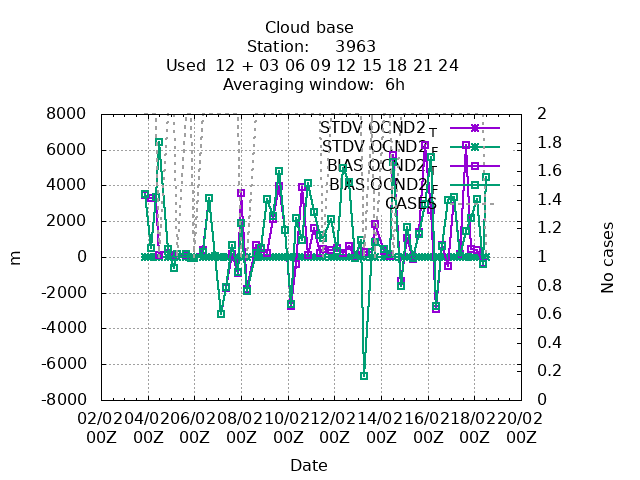 Cloud base
Station: 3963
Used 12 + 03 06 09 12 15 18 21 24
Averaging window: 6h
8000
6000
4000
2000
0
-2000
-4000
-6000
-8000
m
2
1.8
1.6
1.4
1.2
1
0.8
0.6
0.4
0.2
0
No cases
STDV OCND2 T
STDV OCND1 F
BIAS OCND2 T
BIAS OCND2 F
CASES
02/02 04/02 06/02 08/02 10/02 12/02 14/02 16/02 18/02 20/02
00Z 00Z 00Z 00Z 00Z 00Z 00Z 00Z 00Z 00Z
Date